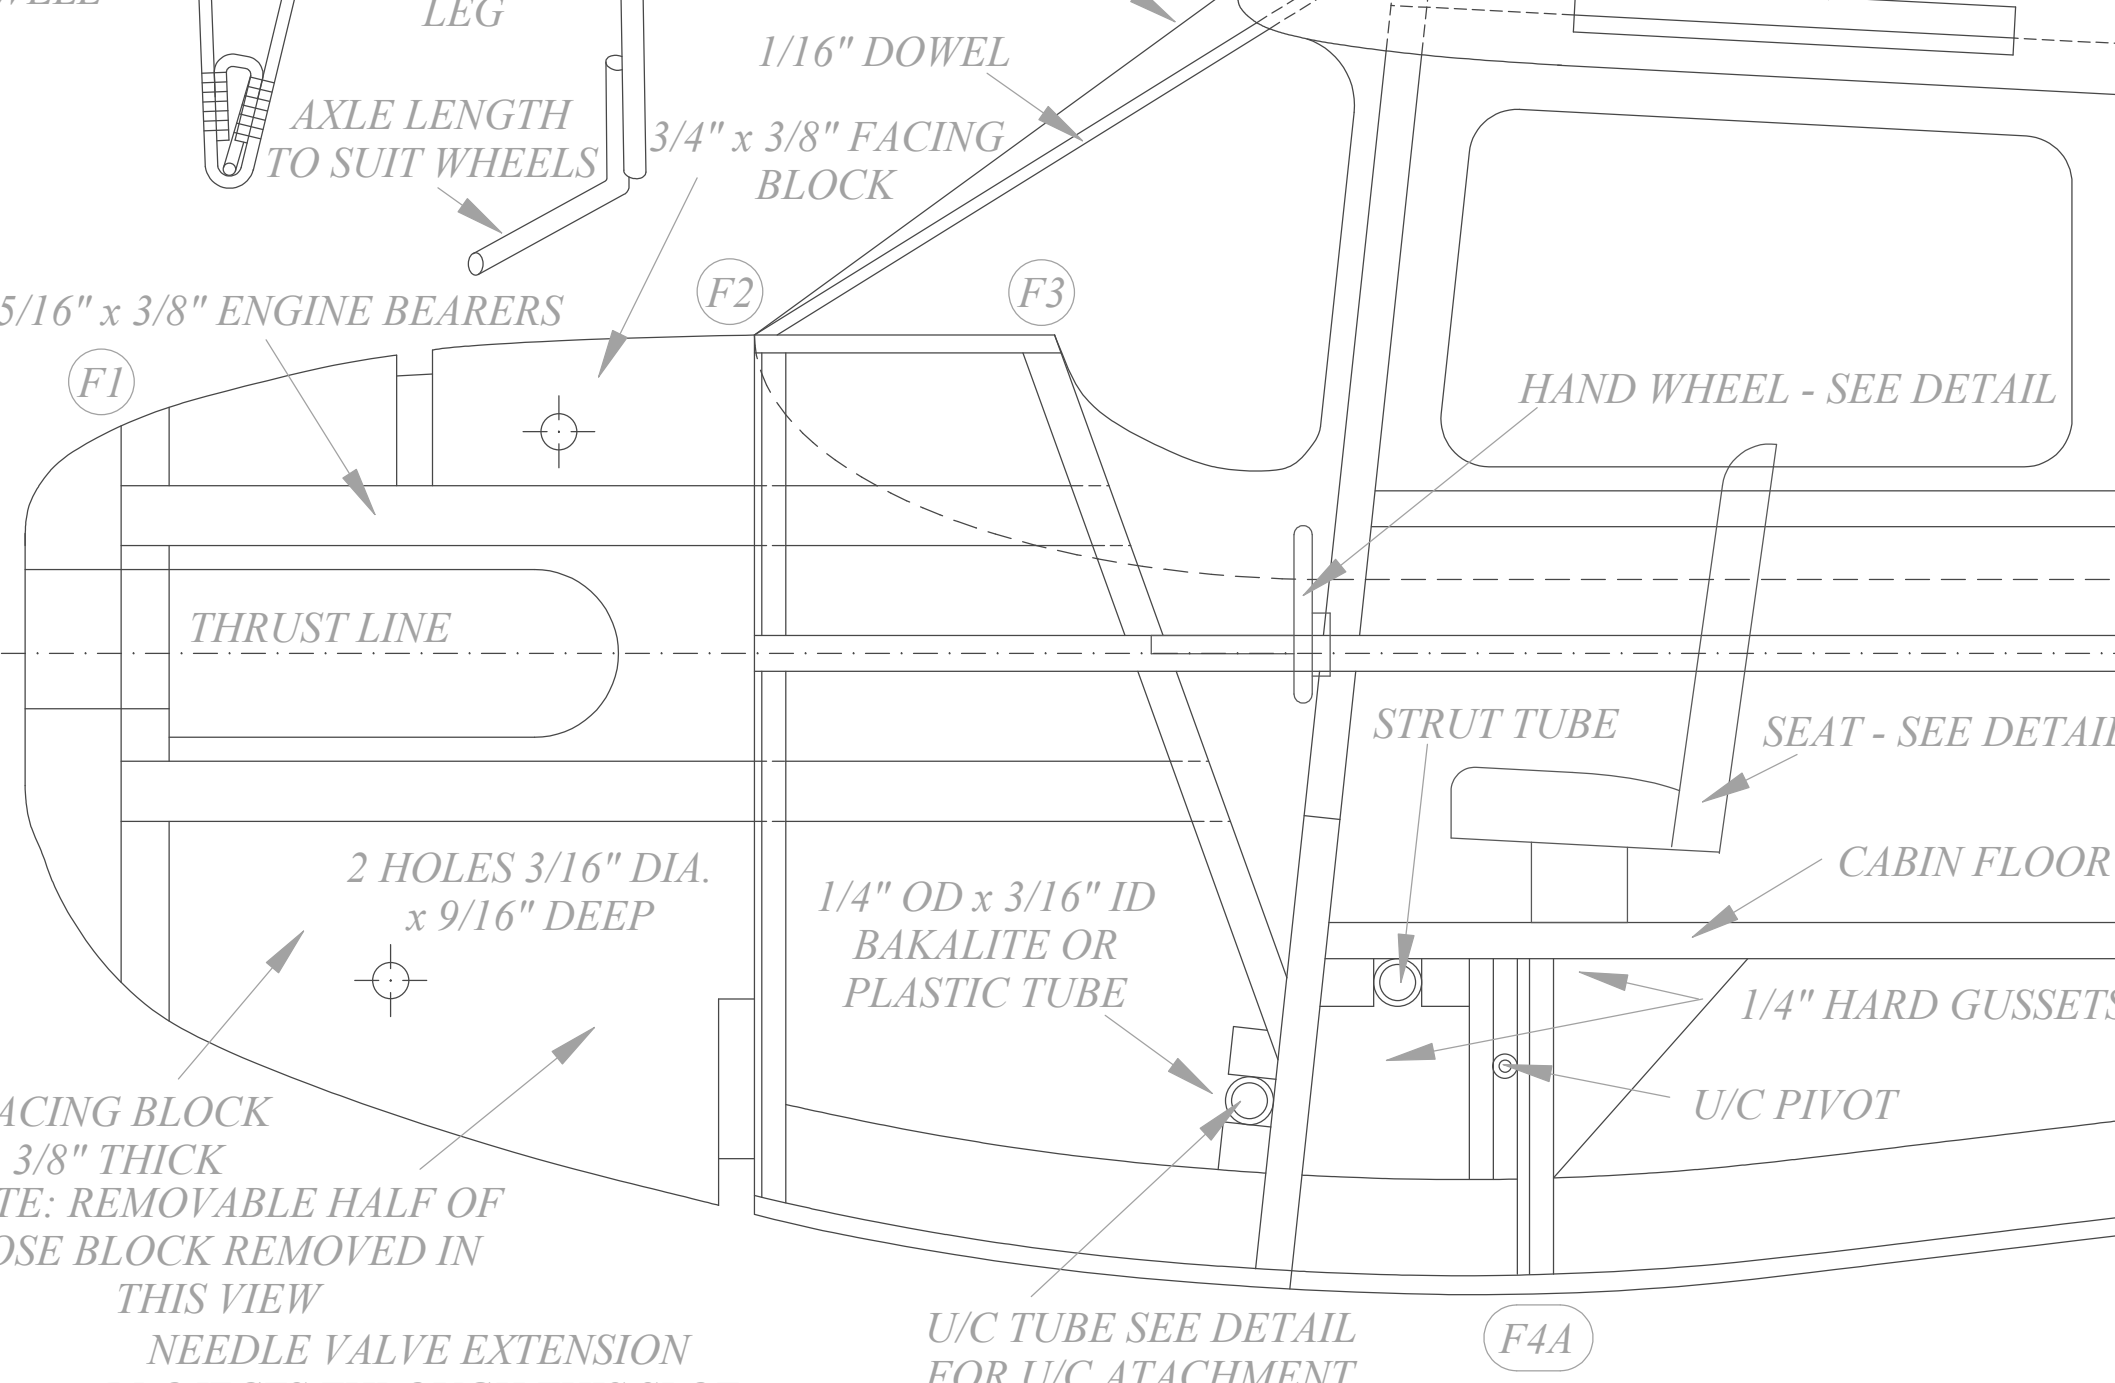 LEG
1/16" DOWEL
AXLE LENGTH
TO SUIT WHEELS
3/4" x 3/8" FACING
BLOCK
F2
F3
5/16" x 3/8" ENGINE BEARERS
F1
HAND WHEEL - SEE DETAIL
THRUST LINE
STRUT TUBE
SEAT - SEE DETAIL
2 HOLES 3/16" DIA.
x 9/16" DEEP
1/4" OD x 3/16" ID
BAKALITE OR
PLASTIC TUBE
CABIN FLOOR
1/4" HARD GUSSETS
U/C PIVOT
ACING BLOCK
3/8" THICK
TE: REMOVABLE HALF OF
OSE BLOCK REMOVED IN
THIS VIEW
NEEDLE VALVE EXTENSION
U/C TUBE SEE DETAIL
FOR U/C ATACHMENT
F4A